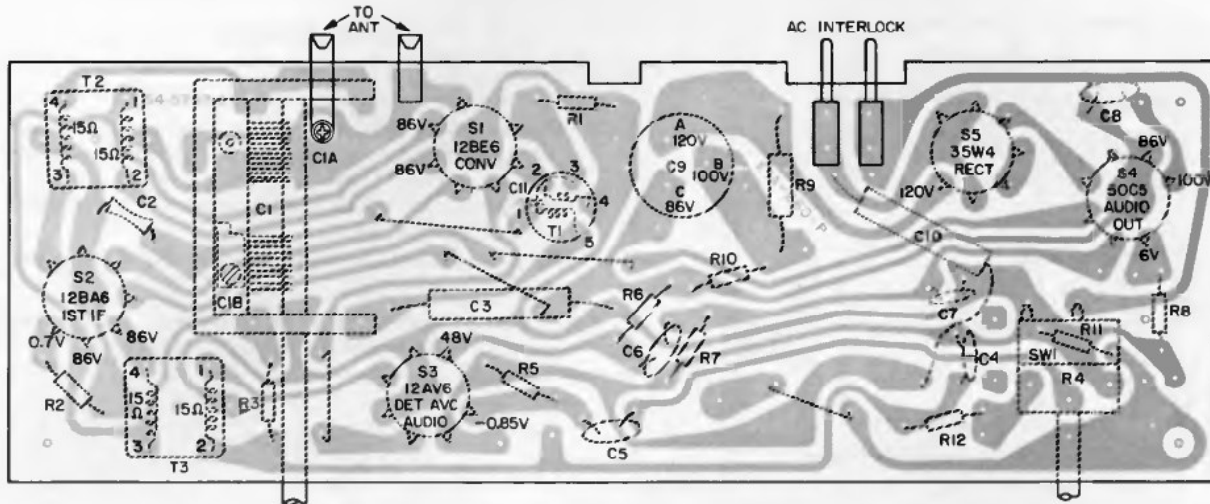 TO
ANT
AC INTERLOCK
T2
4
1
15Ω
15Ω
3
2
C1A
86V
S1
12BE6
CONV
86V
R1
C11
2
3
1
4
T1
5
A
120V
C9
B
100V
C
86V
R9
S5
35W4
RECT
120V
C8
86V
S4
50C5
AUDIO
OUT
100V
6V
C2
C1
C1B
C10
S2
12BA6
1ST IF
0.7V
86V
86V
C3
R10
R6
C6
R7
C7
R8
R11
SW1
R4
C4
R2
4
1
15
Ω
15Ω
3
2
T3
R3
48V
S3
12AV6
DET AVC
AUDIO
-0.85V
R5
C5
R12